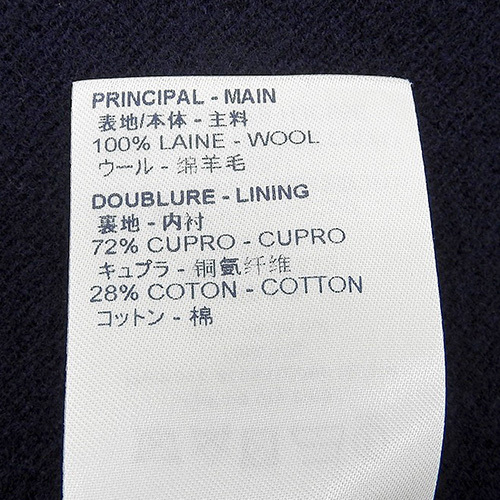 PRINCIPAL - MAIN
表地/本体 - 主料
100% LAINE - WOOL
ウール - 绵羊毛
DOUBLURE - LINING
裏地 - 内衬
72% CUPRO - CUPRO
キュプラ - 铜氨纤维
28% COTON - COTTON
コットン - 棉